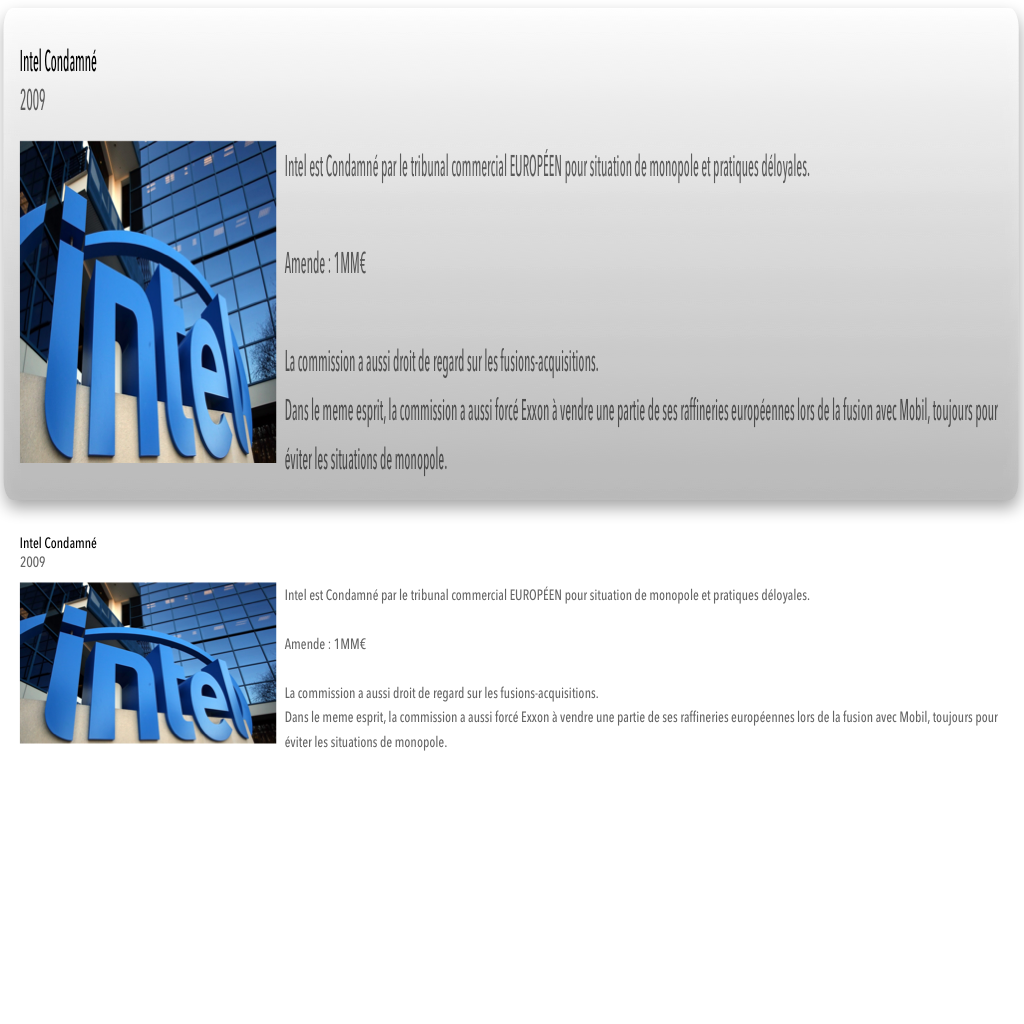 Intel Condamné
2009
intel
Intel est Condamné par le tribunal commercial EUROPÉEN pour situation de monopole et pratiques déloyales.
Amende : 1MM€
La commission a aussi droit de regard sur les fusions-acquisitions.
Dans le meme esprit, la commission a aussi forcé Exxon à vendre une partie de ses raffineries européennes lors de la fusion avec Mobil, toujours pour
éviter les situations de monopole.
Intel Condamné
2009
intel
Intel est Condamné par le tribunal commercial EUROPÉEN pour situation de monopole et pratiques déloyales.
Amende : 1MM€
La commission a aussi droit de regard sur les fusions-acquisitions.
Dans le meme esprit, la commission a aussi forcé Exxon à vendre une partie de ses raffineries européennes lors de la fusion avec Mobil, toujours pour
éviter les situations de monopole.